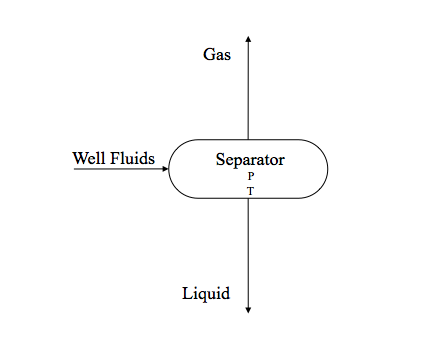 Gas
Well Fluids
Separator
P
T
Liquid